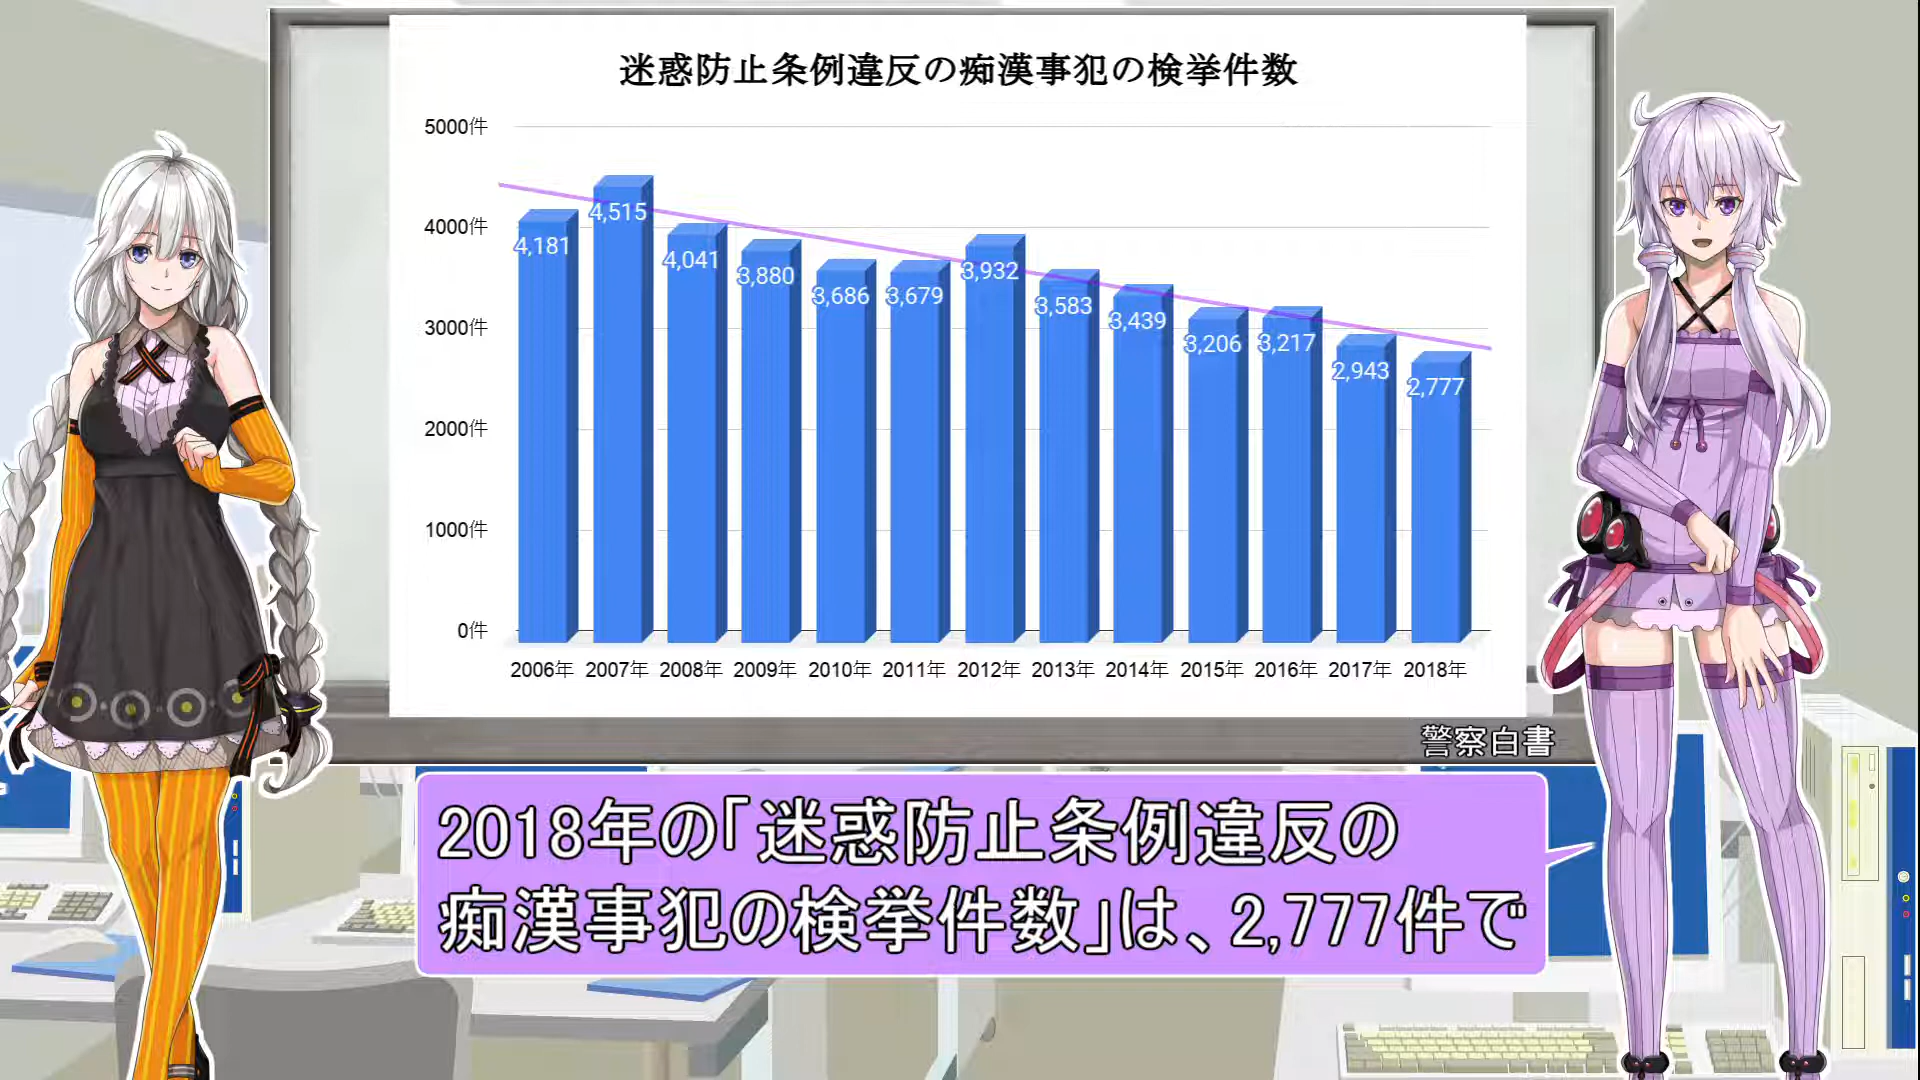 迷惑防止条例違反の痴漢事犯の検挙件数
5000件
4000件
3000件
2000件
1000件
0件
4,181
4,515
4,041
3,880
3,686
3,679
3,932
3,583
3,439
3,206
3,217
2,943
2,777
2006年 2007年 2008年 2009年 2010年 2011年 2012年 2013年 2014年 2015年 2016年 2017年 2018年
警察白書
2018年の「迷惑防止条例違反の
痴漢事犯の検挙件数」は、2,777件で